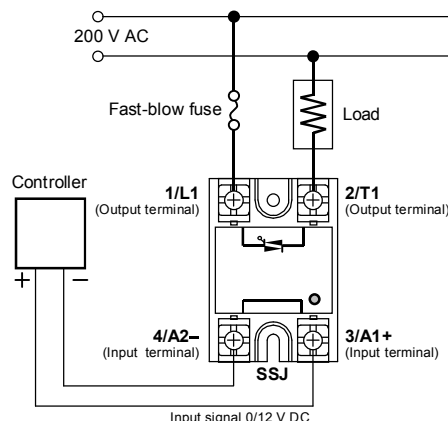 200 V AC
Fast-blow fuse
Load
Controller
1/L1
(Output terminal)
2/T1
(Output terminal)
+
−
4/A2−
(Input terminal)
3/A1+
(Input terminal)
SSJ
Input signal 0/12 V DC